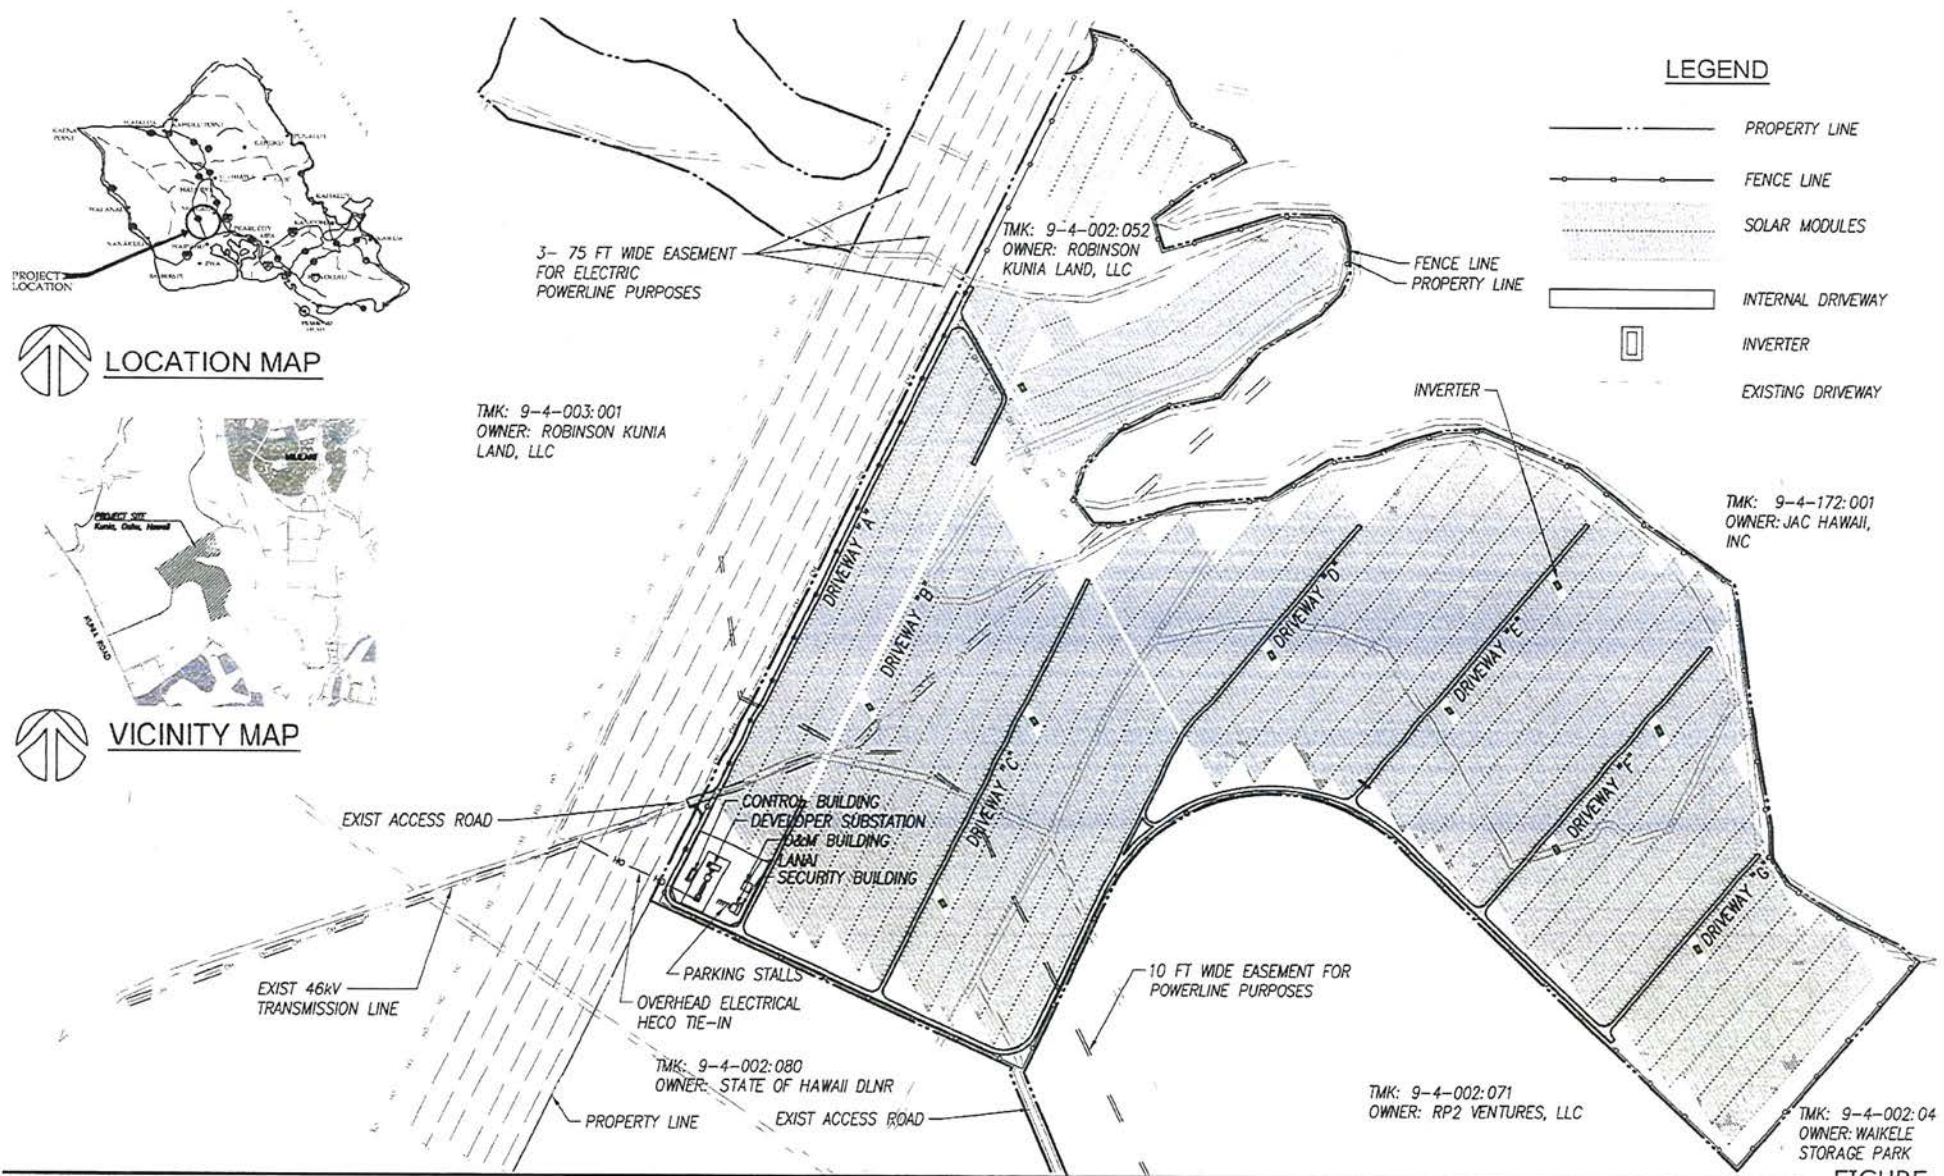 LEGEND
PROPERTY LINE
FENCE LINE
SOLAR MODULES
INTERNAL DRIVEWAY
INVERTER
EXISTING DRIVEWAY
PROJECT
LOCATION
LOCATION MAP
PROJECT SITE
Kunia, Oahu, Hawaii
KUNIA ROAD
VICINITY MAP
3- 75 FT WIDE EASEMENT
FOR ELECTRIC
POWERLINE PURPOSES
TMK: 9-4-002:052
OWNER: ROBINSON
KUNIA LAND, LLC
FENCE LINE
PROPERTY LINE
TMK: 9-4-003:001
OWNER: ROBINSON KUNIA
LAND, LLC
INVERTER
TMK: 9-4-172:001
OWNER: JAC HAWAII,
INC
DRIVEWAY "A"
DRIVEWAY "B"
DRIVEWAY "C"
DRIVEWAY "D"
DRIVEWAY "E"
DRIVEWAY "F"
DRIVEWAY "G"
EXIST ACCESS ROAD
CONTROL BUILDING
DEVELOPER SUBSTATION
O&M BUILDING
LANAI
SECURITY BUILDING
PARKING STALLS
EXIST 46kV
TRANSMISSION LINE
OVERHEAD ELECTRICAL
HECO TIE-IN
10 FT WIDE EASEMENT FOR
POWERLINE PURPOSES
TMK: 9-4-002:080
OWNER: STATE OF HAWAII DLNR
PROPERTY LINE
EXIST ACCESS ROAD
TMK: 9-4-002:071
OWNER: RP2 VENTURES, LLC
TMK: 9-4-002:04
OWNER: WAIKELE
STORAGE PARK
FIGURE